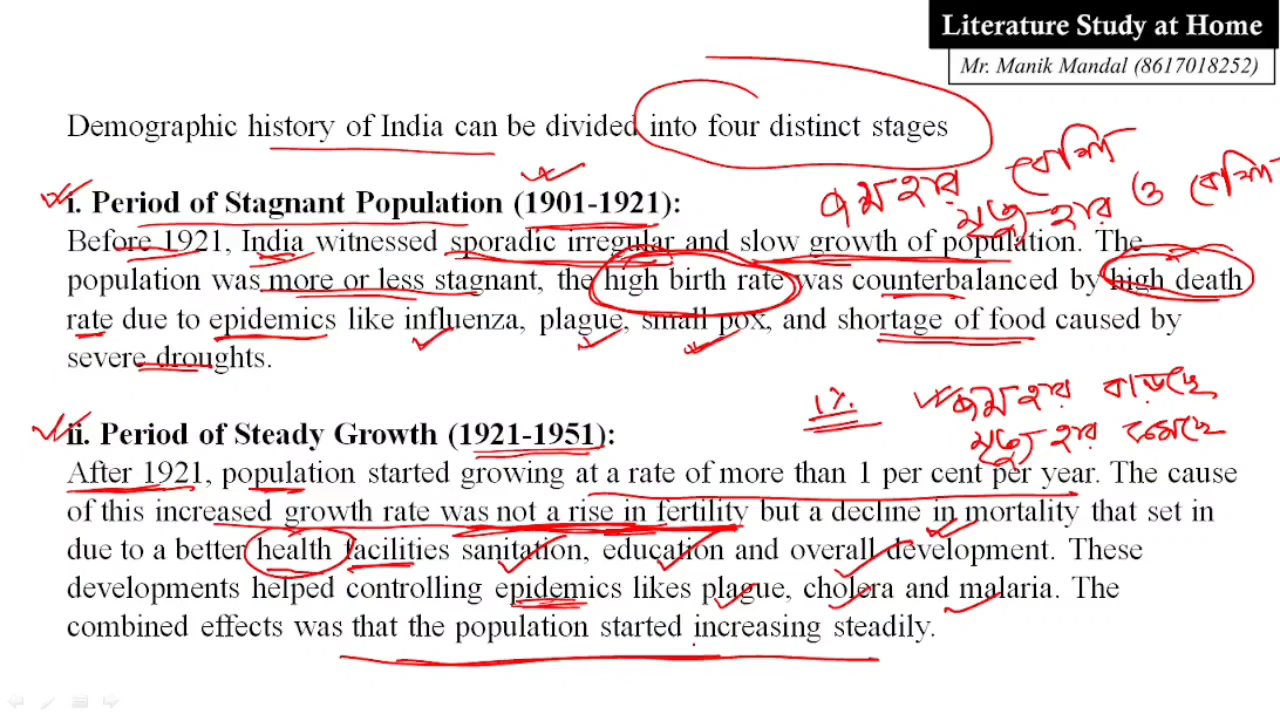 Literature Study at Home
Mr. Manik Mandal (8617018252)
Demographic history of India can be divided into four distinct stages
i. Period of Stagnant Population (1901-1921):
জন্মহার বেশি
মৃত্যুহার ও বেশি
Before 1921, India witnessed sporadic irregular and slow growth of population. The
population was more or less stagnant, the high birth rate was counterbalanced by high death
rate due to epidemics like influenza, plague, small pox, and shortage of food caused by
severe droughts.
1%
জন্মহার বাড়ছে
ii. Period of Steady Growth (1921-1951):
মৃত্যুহার কমেছে
After 1921, population started growing at a rate of more than 1 per cent per year. The cause
of this increased growth rate was not a rise in fertility but a decline in mortality that set in
due to a better health facilities sanitation, education and overall development. These
developments helped controlling epidemics likes plague, cholera and malaria. The
combined effects was that the population started increasing steadily.